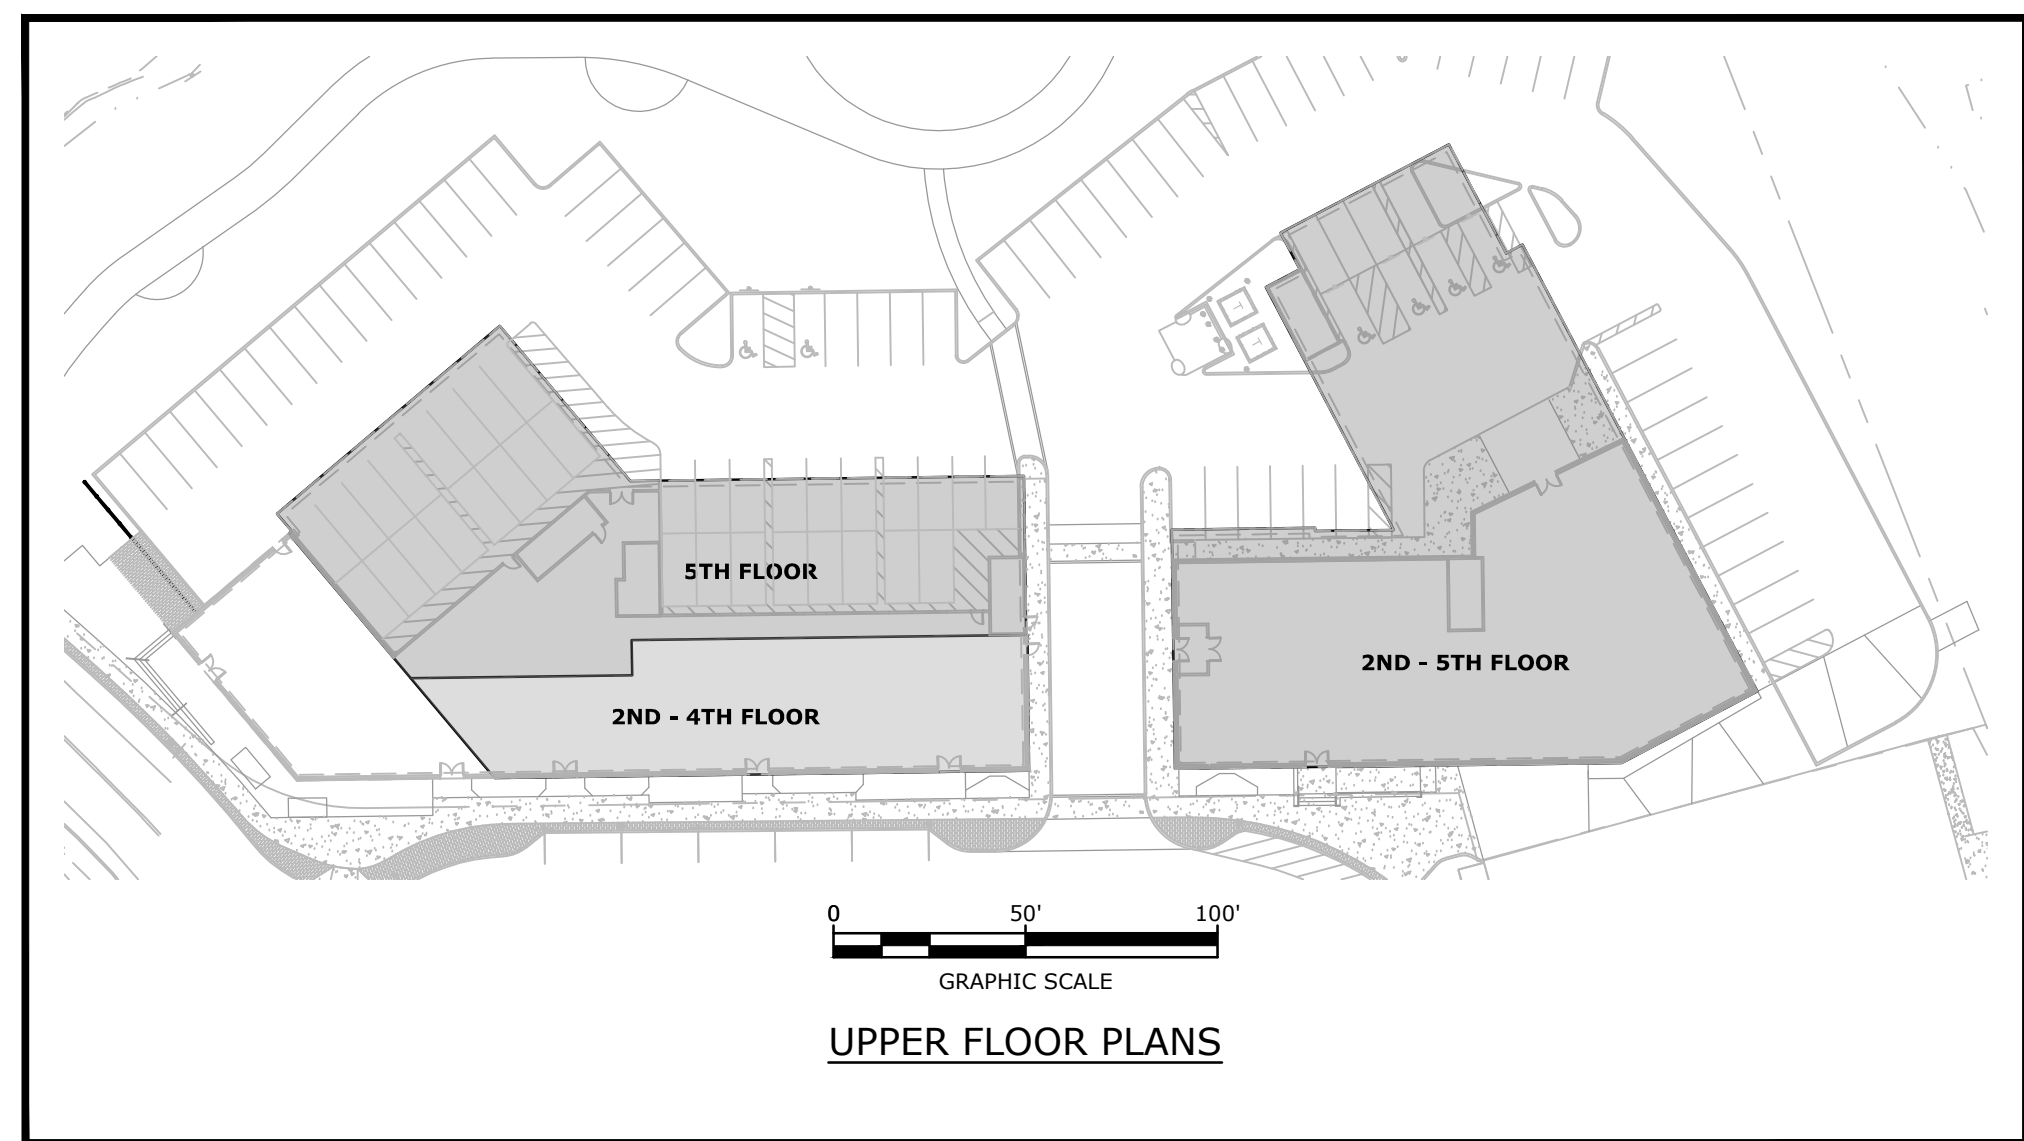 5TH FLOOR
2ND - 4TH FLOOR
2ND - 5TH FLOOR
0 50' 100'
GRAPHIC SCALE
UPPER FLOOR PLANS